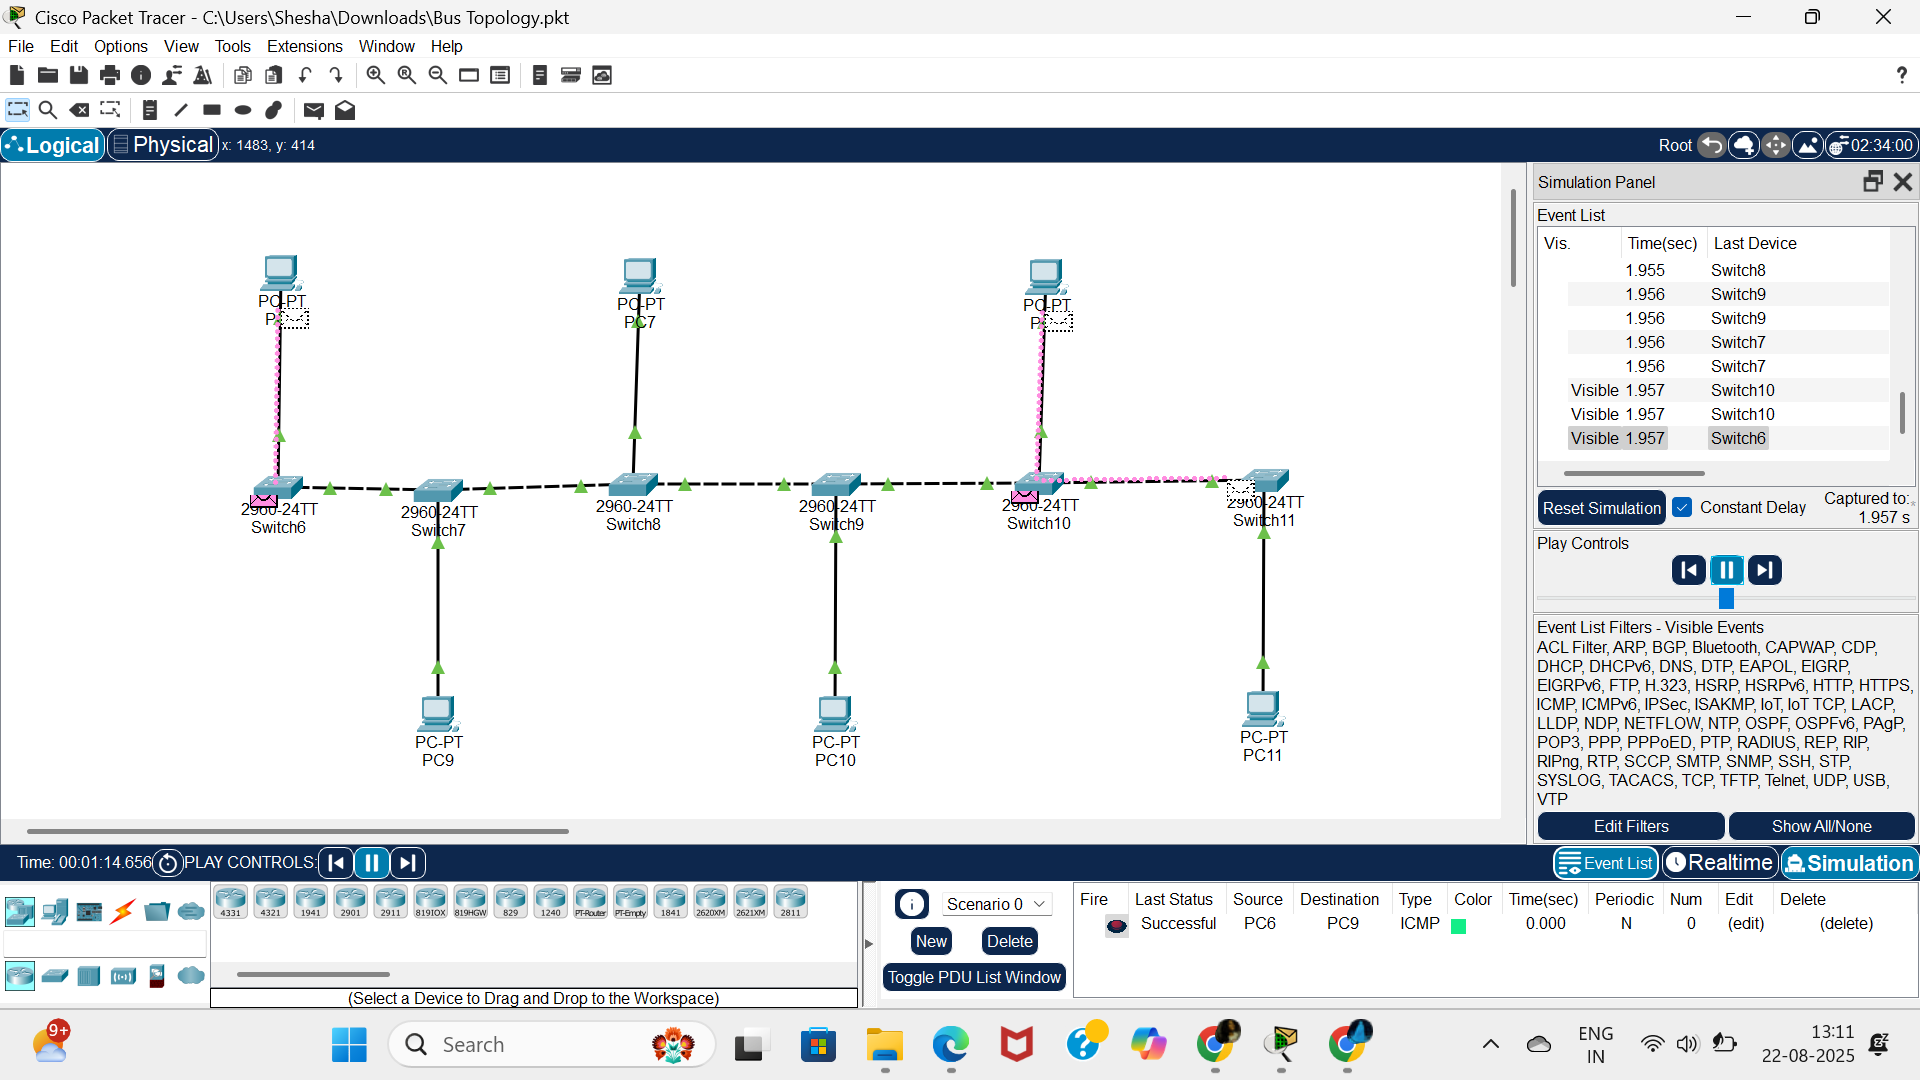 Cisco Packet Tracer - C:\Users\Shesha\Downloads\Bus Topology.pkt
File Edit Options View Tools Extensions Window Help
?
Logical Physical x: 1483, y: 414 Root 02:34:00
Simulation Panel
Event List
Vis. Time(sec) Last Device
1.955 Switch8
1.956 Switch9
1.956 Switch9
1.956 Switch7
1.956 Switch7
Visible 1.957 Switch10
Visible 1.957 Switch10
Visible 1.957 Switch6
Reset Simulation Constant Delay Captured to:
1.957 s
Play Controls
Event List Filters - Visible Events
ACL Filter, ARP, BGP, Bluetooth, CAPWAP, CDP,
DHCP, DHCPv6, DNS, DTP, EAPOL, EIGRP,
EIGRPv6, FTP, H.323, HSRP, HSRPv6, HTTP, HTTPS,
ICMP, ICMPv6, IPSec, ISAKMP, IoT, IoT TCP, LACP,
LLDP, NDP, NETFLOW, NTP, OSPF, OSPFv6, PAgP,
POP3, PPP, PPPoED, PTP, RADIUS, REP, RIP,
RIPng, RTP, SCCP, SMTP, SNMP, SSH, STP,
SYSLOG, TACACS, TCP, TFTP, Telnet, UDP, USB,
VTP
Edit Filters Show All/None
PC-PT
PC-PT
PC7
PC-PT
2960-24TT
Switch6
2960-24TT
Switch7
2960-24TT
Switch8
2960-24TT
Switch9
2960-24TT
Switch10
2960-24TT
Switch11
PC-PT
PC9
PC-PT
PC10
PC-PT
PC11
Time: 00:01:14.656 PLAY CONTROLS: Event List Realtime Simulation
4331 4321 1941 2901 2911 819IOX 819HGW 829 1240 PT-Router PT-Empty 1841 2620XM 2621XM 2811
(Select a Device to Drag and Drop to the Workspace)
Scenario 0
New Delete
Toggle PDU List Window
Fire Last Status Source Destination Type Color Time(sec) Periodic Num Edit Delete
Successful PC6 PC9 ICMP 0.000 N 0 (edit) (delete)
9+
Search
ENG
IN
13:11
22-08-2025